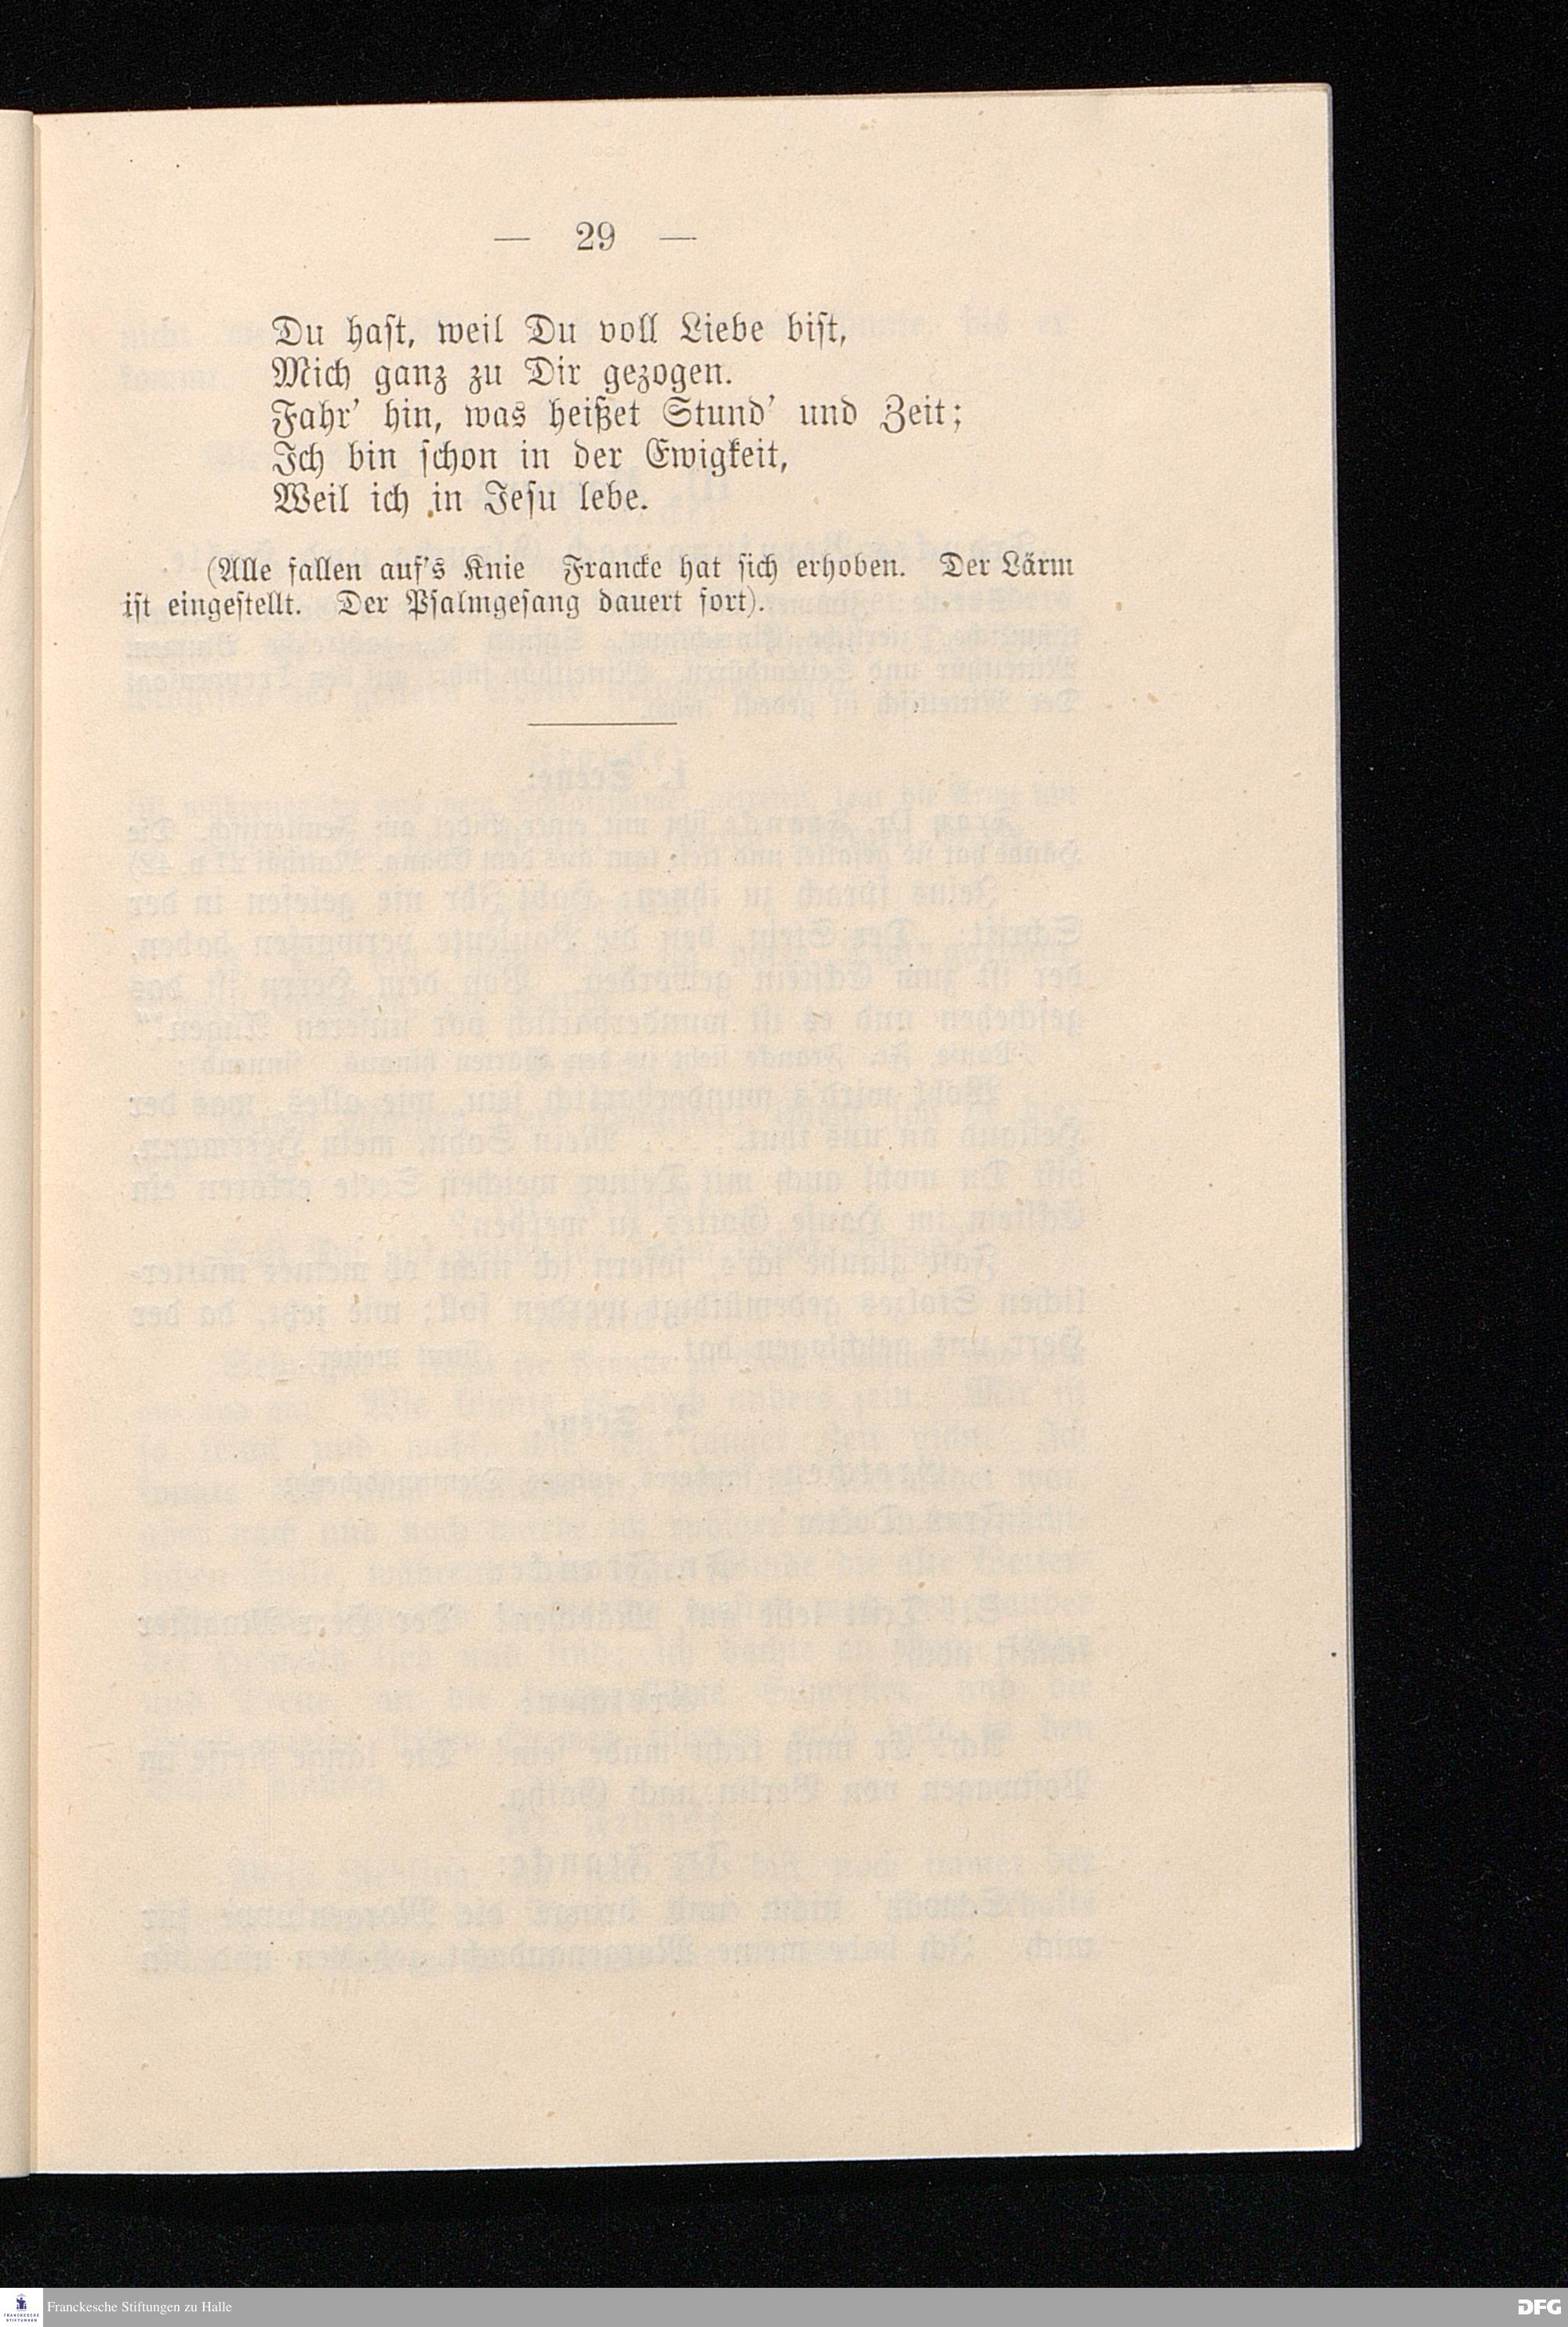 — 29 —
Du hast, weil Du voll Liebe bist,
Mich ganz zu Dir gezogen.
Fahr' hin, was heißet Stund' und Zeit;
Ich bin schon in der Ewigkeit,
Weil ich in Jesu lebe.
(Alle fallen auf's Knie Francke hat sich erhoben. Der Lärm
ist eingestellt. Der Psalmgesang dauert fort).
FRANCKESCHE
STIFTUNGEN
Franckesche Stiftungen zu Halle
DFG